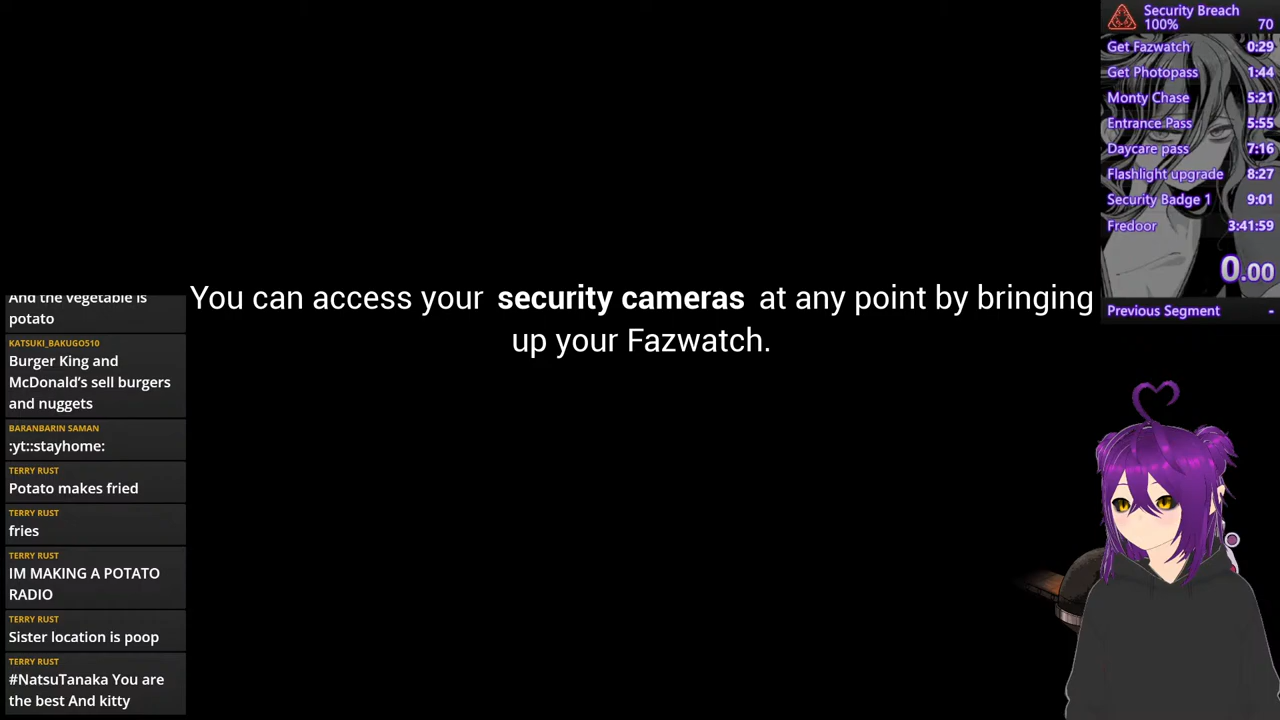 Security Breach
100% 70
Get Fazwatch 0:29
Get Photopass 1:44
Monty Chase 5:21
Entrance Pass 5:55
Daycare pass 7:16
Flashlight upgrade 8:27
Security Badge 1 9:01
Fredoor 3:41:59
0.00
Previous Segment -
You can access your security cameras at any point by bringing
up your Fazwatch.
And the vegetable is
potato
KATSUKI_BAKUGO510
Burger King and
McDonald's sell burgers
and nuggets
BARANBARIN SAMAN
:yt::stayhome:
TERRY RUST
Potato makes fried
TERRY RUST
fries
TERRY RUST
IM MAKING A POTATO
RADIO
TERRY RUST
Sister location is poop
TERRY RUST
#NatsuTanaka You are
the best And kitty